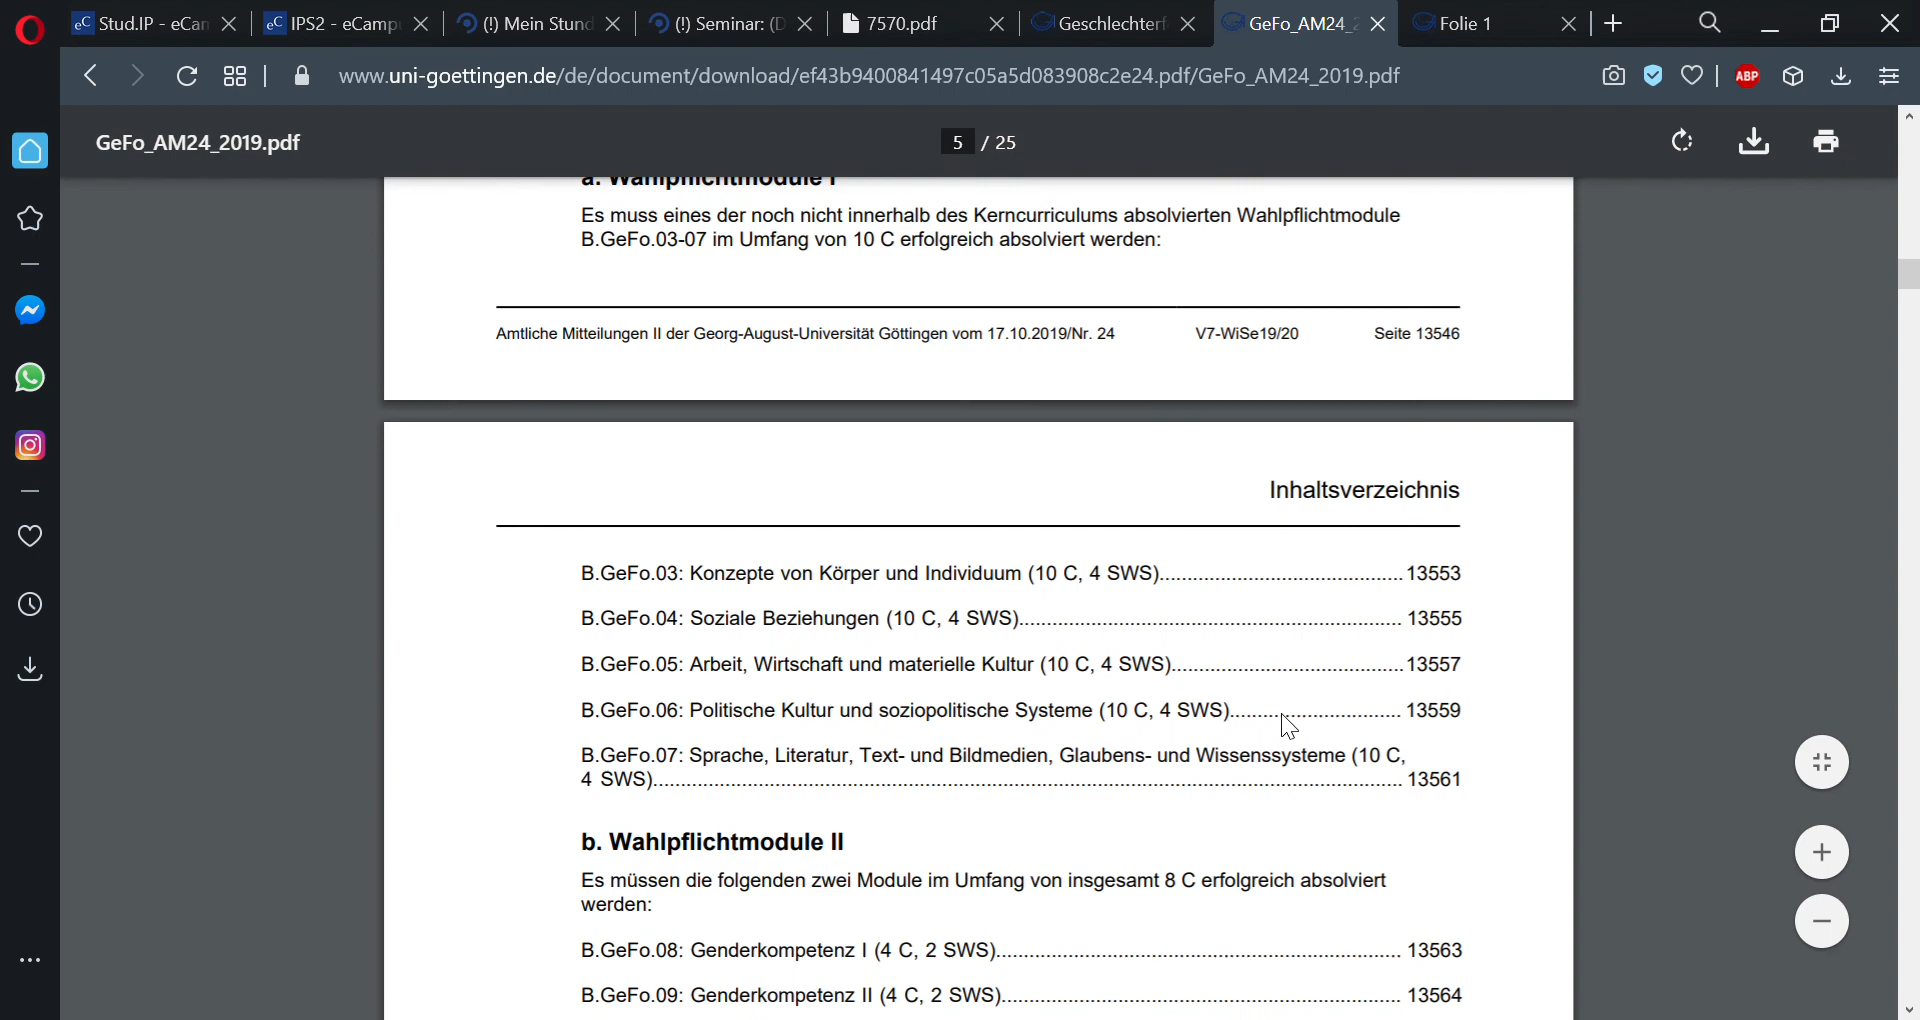 Stud.IP - eCan
IPS2 - eCamp
(!) Mein Stund
(!) Seminar: (D
7570.pdf
Geschlechterf
GeFo_AM24_2
Folie 1
www.uni-goettingen.de/de/document/download/ef43b9400841497c05a5d083908c2e24.pdf/GeFo_AM24_2019.pdf
ABP
GeFo_AM24_2019.pdf
5 / 25
a. Wahlpflichtmodule I
Es muss eines der noch nicht innerhalb des Kerncurriculums absolvierten Wahlpflichtmodule
B.GeFo.03-07 im Umfang von 10 C erfolgreich absolviert werden:
Amtliche Mitteilungen II der Georg-August-Universität Göttingen vom 17.10.2019/Nr. 24 V7-WiSe19/20 Seite 13546
Inhaltsverzeichnis
B.GeFo.03: Konzepte von Körper und Individuum (10 C, 4 SWS)............................................ 13553
B.GeFo.04: Soziale Beziehungen (10 C, 4 SWS)..................................................................... 13555
B.GeFo.05: Arbeit, Wirtschaft und materielle Kultur (10 C, 4 SWS).......................................... 13557
B.GeFo.06: Politische Kultur und soziopolitische Systeme (10 C, 4 SWS)............................... 13559
B.GeFo.07: Sprache, Literatur, Text- und Bildmedien, Glaubens- und Wissenssysteme (10 C,
4 SWS)....................................................................................................................................... 13561
b. Wahlpflichtmodule II
Es müssen die folgenden zwei Module im Umfang von insgesamt 8 C erfolgreich absolviert
werden:
B.GeFo.08: Genderkompetenz I (4 C, 2 SWS)......................................................................... 13563
B.GeFo.09: Genderkompetenz II (4 C, 2 SWS)........................................................................ 13564